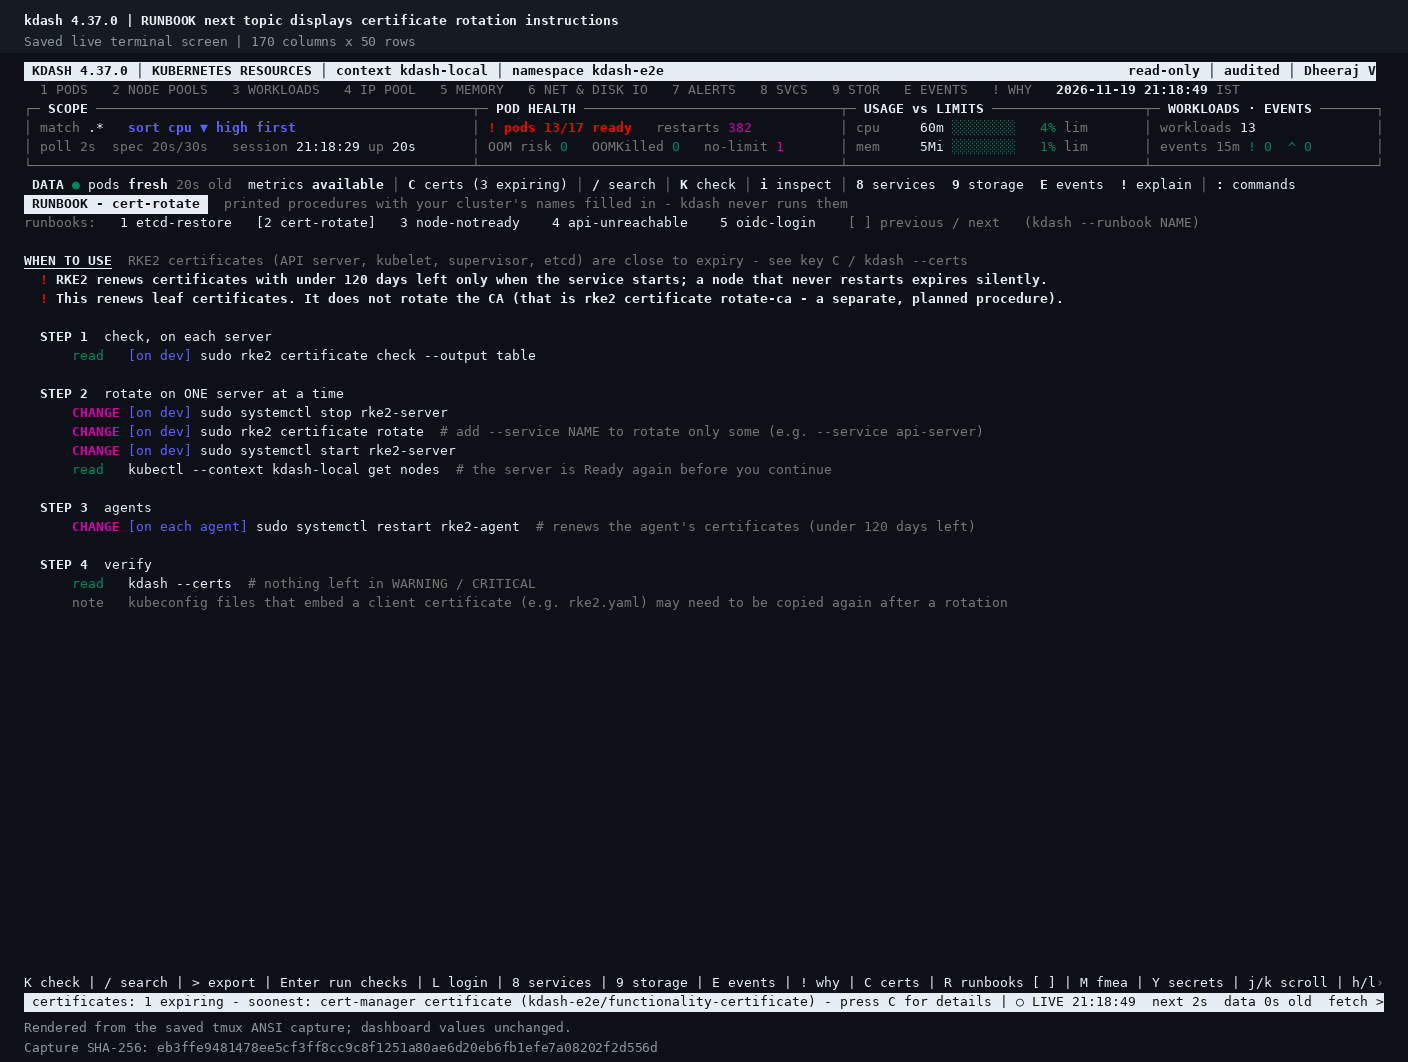 kdash 4.37.0 | RUNBOOK next topic displays certificate rotation instructions
Saved live terminal screen | 170 columns x 50 rows
KDASH 4.37.0 │ KUBERNETES RESOURCES │ context kdash-local │ namespace kdash-e2e read-only │ audited │ Dheeraj V
1 PODS 2 NODE POOLS 3 WORKLOADS 4 IP POOL 5 MEMORY 6 NET & DISK IO 7 ALERTS 8 SVCS 9 STOR E EVENTS ! WHY 2026-11-19 21:18:49 IST
┌─ SCOPE ─┬─ POD HEALTH ─┬─ USAGE vs LIMITS ─┬─ WORKLOADS · EVENTS ─┐
│ match .* sort cpu ▼ high first │ ! pods 13/17 ready restarts 382 │ cpu 60m ░░░░░░░░ 4% lim │ workloads 13 │
│ poll 2s spec 20s/30s session 21:18:29 up 20s │ OOM risk 0 OOMKilled 0 no-limit 1 │ mem 5Mi ░░░░░░░░ 1% lim │ events 15m ! 0 ^ 0 │
DATA ● pods fresh 20s old metrics available │ C certs (3 expiring) │ / search │ K check │ i inspect │ 8 services 9 storage E events ! explain │ : commands
RUNBOOK - cert-rotate printed procedures with your cluster's names filled in - kdash never runs them
runbooks: 1 etcd-restore [2 cert-rotate] 3 node-notready 4 api-unreachable 5 oidc-login [ ] previous / next (kdash --runbook NAME)
WHEN TO USE RKE2 certificates (API server, kubelet, supervisor, etcd) are close to expiry - see key C / kdash --certs
! RKE2 renews certificates with under 120 days left only when the service starts; a node that never restarts expires silently.
! This renews leaf certificates. It does not rotate the CA (that is rke2 certificate rotate-ca - a separate, planned procedure).
STEP 1 check, on each server
read [on dev] sudo rke2 certificate check --output table
STEP 2 rotate on ONE server at a time
CHANGE [on dev] sudo systemctl stop rke2-server
CHANGE [on dev] sudo rke2 certificate rotate # add --service NAME to rotate only some (e.g. --service api-server)
CHANGE [on dev] sudo systemctl start rke2-server
read kubectl --context kdash-local get nodes # the server is Ready again before you continue
STEP 3 agents
CHANGE [on each agent] sudo systemctl restart rke2-agent # renews the agent's certificates (under 120 days left)
STEP 4 verify
read kdash --certs # nothing left in WARNING / CRITICAL
note kubeconfig files that embed a client certificate (e.g. rke2.yaml) may need to be copied again after a rotation
K check | / search | > export | Enter run checks | L login | 8 services | 9 storage | E events | ! why | C certs | R runbooks [ ] | M fmea | Y secrets | j/k scroll | h/l›
certificates: 1 expiring - soonest: cert-manager certificate (kdash-e2e/functionality-certificate) - press C for details | ○ LIVE 21:18:49 next 2s data 0s old fetch >
Rendered from the saved tmux ANSI capture; dashboard values unchanged.
Capture SHA-256: eb3ffe9481478ee5cf3ff8cc9c8f1251a80ae6d20eb6fb1efe7a08202f2d556d